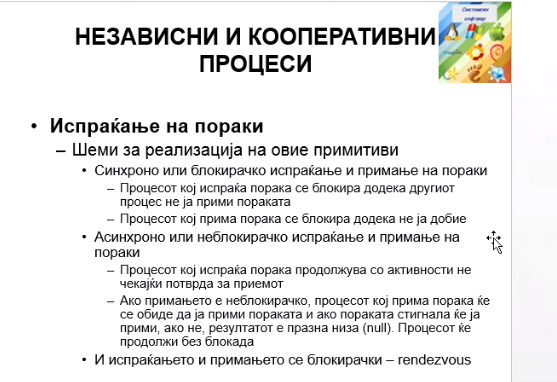 НЕЗАВИСНИ И КООПЕРАТИВНИ
ПРОЦЕСИ
Системски
софтвер
• Испраќање на пораки
– Шеми за реализација на овие примитиви
• Синхроно или блокирачко испраќање и примање на пораки
– Процесот кој испраќа порака се блокира додека другиот
процес не ја прими пораката
– Процесот кој прима порака се блокира додека не ја добие
• Асинхроно или неблокирачко испраќање и примање на
пораки
– Процесот кој испраќа порака продолжува со активности не
чекајќи потврда за приемот
– Ако примањето е неблокирачко, процесот кој прима порака ќе
се обиде да ја прими пораката и ако пораката стигнала ќе ја
прими, ако не, резултатот е празна низа (null). Процесот ќе
продолжи без блокада
• И испраќањето и примањето се блокирачки – rendezvous